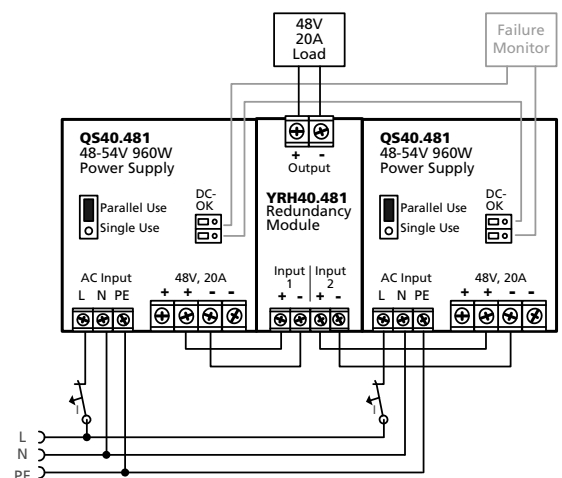 48V
20A
Load
Failure
Monitor
QS40.481
48-54V 960W
Power Supply
Parallel Use
Single Use
DC-
OK
AC Input
L N PE
48V, 20A
+ + - -
+ -
Output
YRH40.481
Redundancy
Module
Input
1
Input
2
+ - + -
QS40.481
48-54V 960W
Power Supply
Parallel Use
Single Use
DC-
OK
AC Input
L N PE
48V, 20A
+ + - -
I
I
L
N
PE